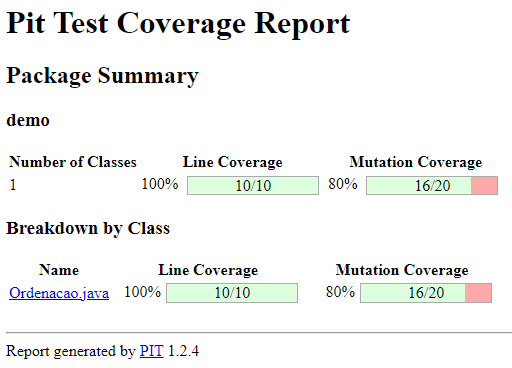 Pit Test Coverage Report
Package Summary
demo
Number of Classes Line Coverage Mutation Coverage
1 100% 10/10 80% 16/20
Breakdown by Class
Name Line Coverage Mutation Coverage
Ordenacao.java 100% 10/10 80% 16/20
Report generated by PIT 1.2.4